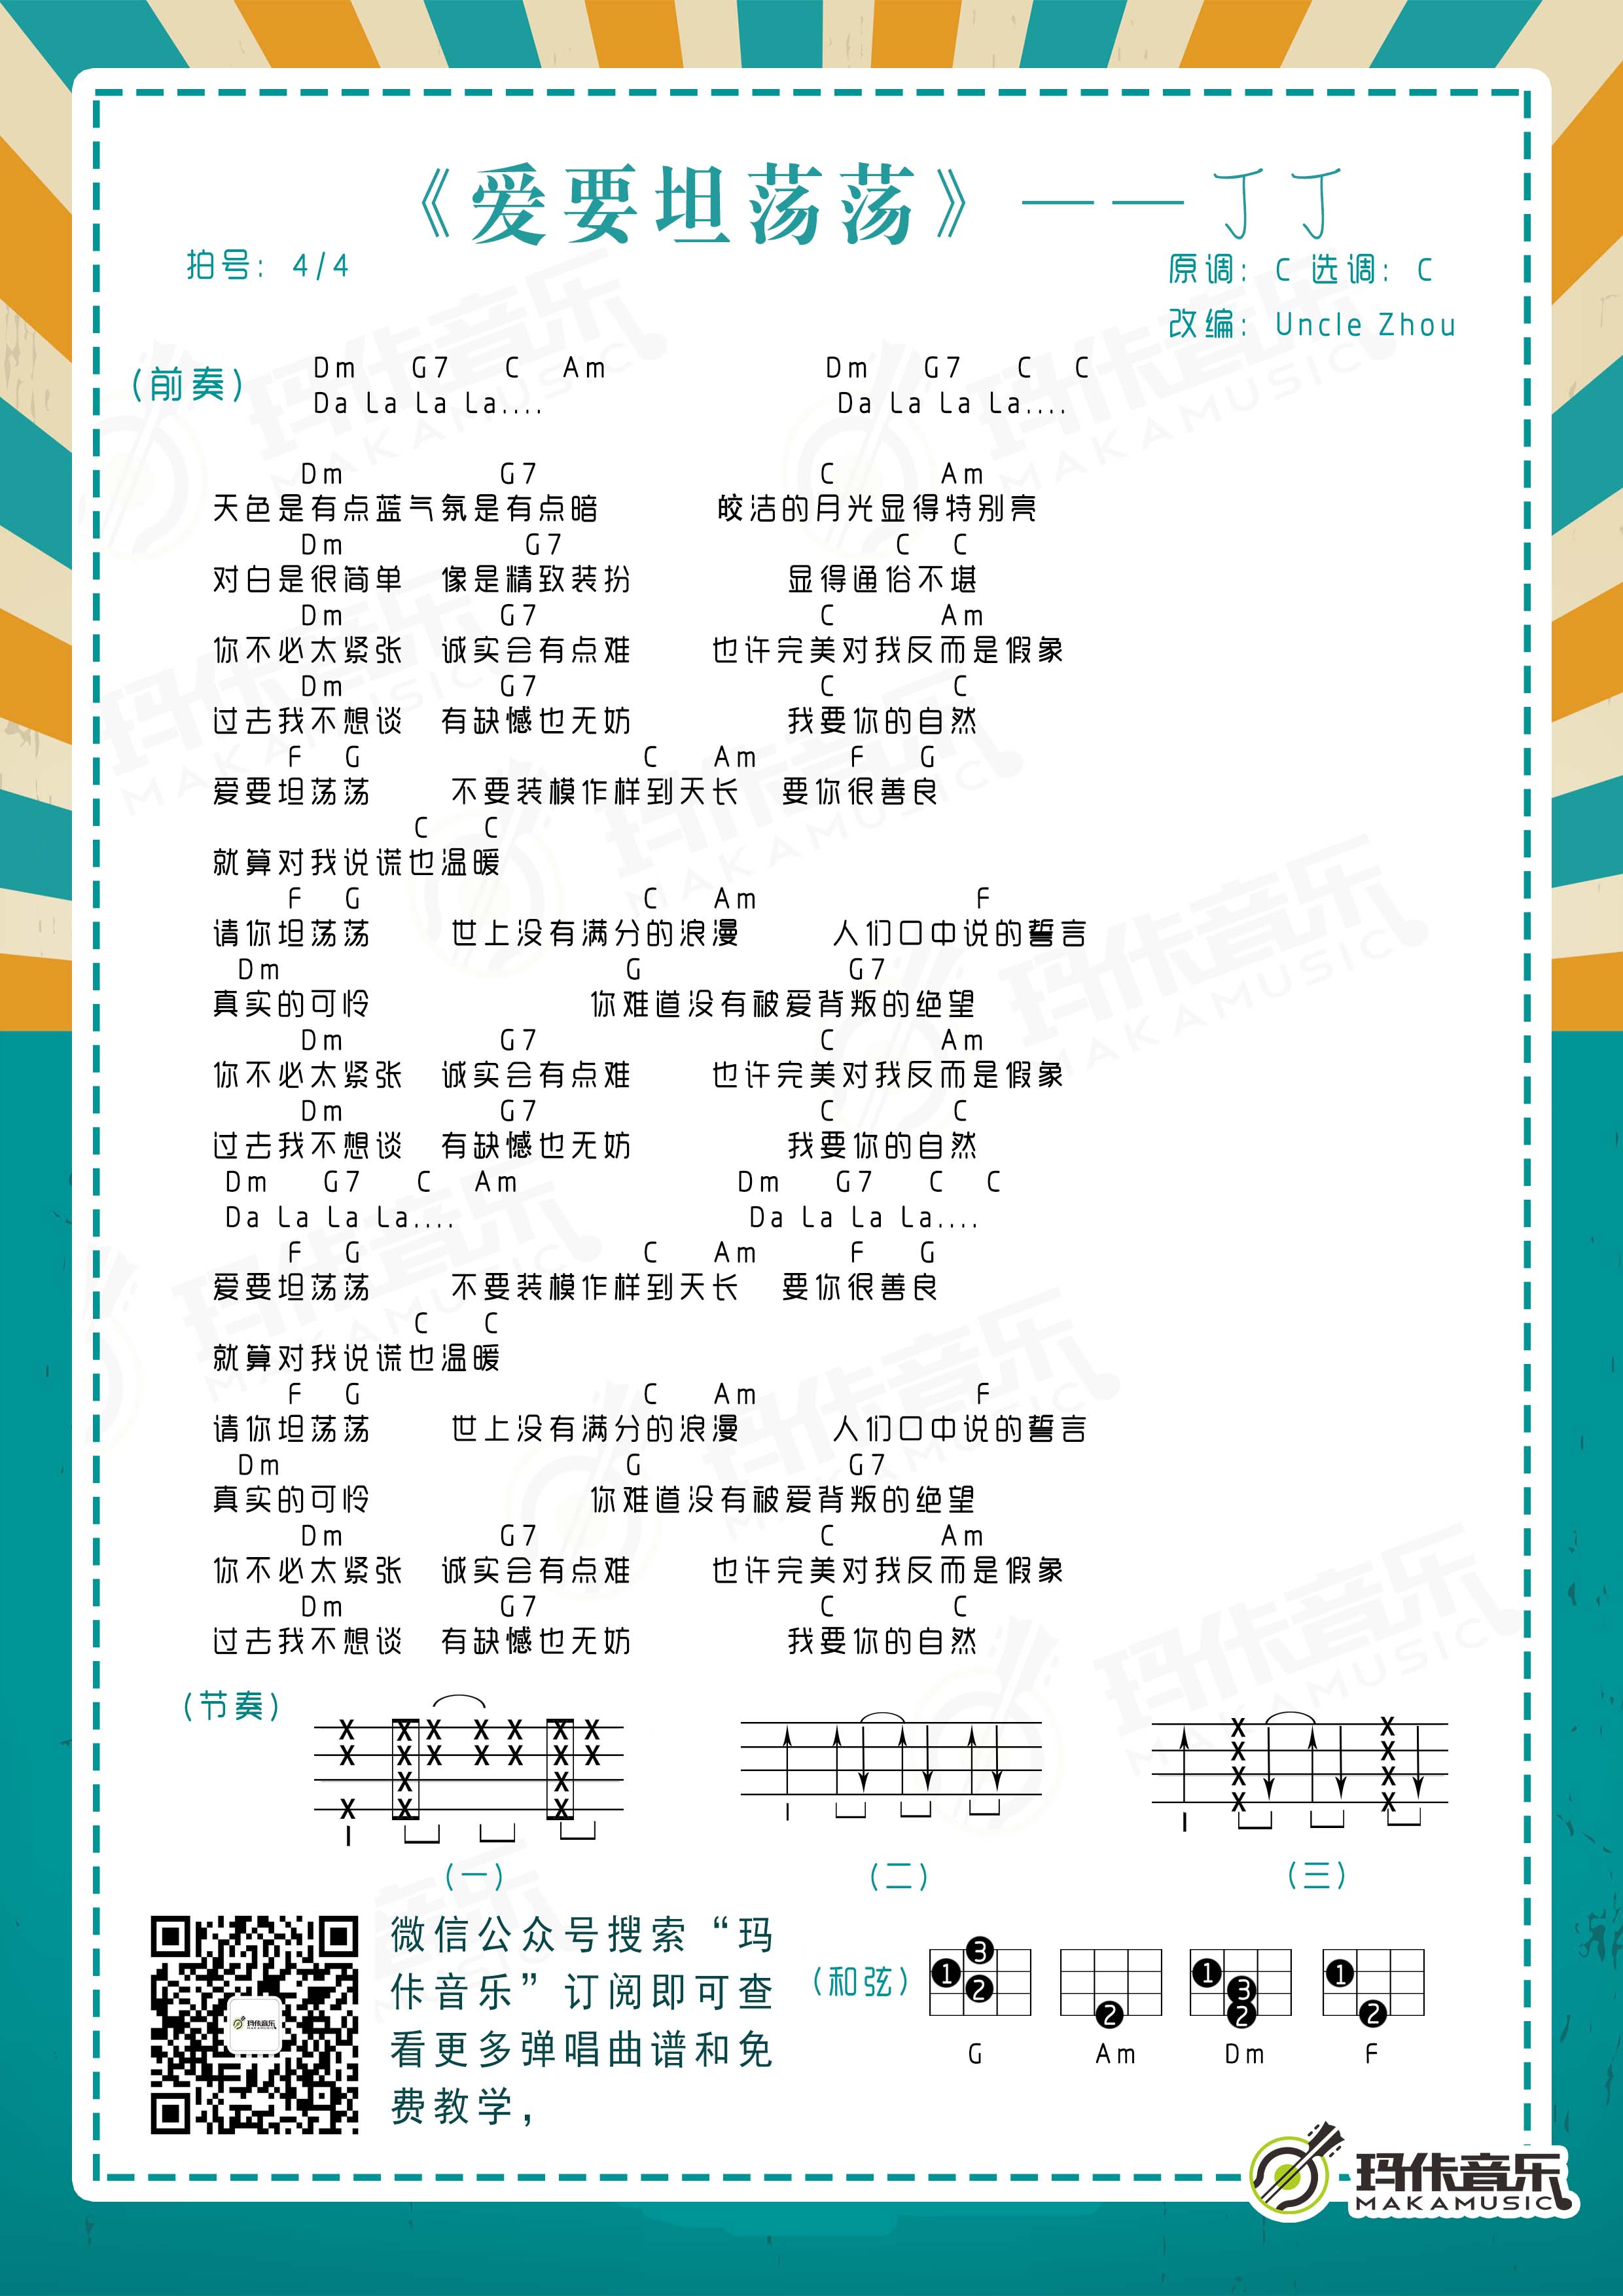 《爱要坦荡荡》——丁丁
拍号：4/4
原调：C 选调：C
改编：Uncle Zhou
(前奏)
Dm G7 C Am Dm G7 C C
Da La La La.... Da La La La....
Dm G7 C Am
天色是有点蓝气氛是有点暗 皎洁的月光显得特别亮
Dm G7 C C
对白是很简单 像是精致装扮 显得通俗不堪
Dm G7 C Am
你不必太紧张 诚实会有点难 也许完美对我反而是假象
Dm G7 C C
过去我不想谈 有缺憾也无妨 我要你的自然
F G C Am F G
爱要坦荡荡 不要装模作样到天长 要你很善良
C C
就算对我说谎也温暖
F G C Am F
请你坦荡荡 世上没有满分的浪漫 人们口中说的誓言
Dm G G7
真实的可怜 你难道没有被爱背叛的绝望
Dm G7 C Am
你不必太紧张 诚实会有点难 也许完美对我反而是假象
Dm G7 C C
过去我不想谈 有缺憾也无妨 我要你的自然
Dm G7 C Am Dm G7 C C
Da La La La.... Da La La La....
F G C Am F G
爱要坦荡荡 不要装模作样到天长 要你很善良
C C
就算对我说谎也温暖
F G C Am F
请你坦荡荡 世上没有满分的浪漫 人们口中说的誓言
Dm G G7
真实的可怜 你难道没有被爱背叛的绝望
Dm G7 C Am
你不必太紧张 诚实会有点难 也许完美对我反而是假象
Dm G7 C C
过去我不想谈 有缺憾也无妨 我要你的自然
(节奏)
(一) (二) (三)
微信公众号搜索“玛
佧音乐”订阅即可查
看更多弹唱曲谱和免
费教学，
(和弦)
1 3 2 2 1 3 2 1 2
G Am Dm F
玛佧音乐
MAKAMUSIC